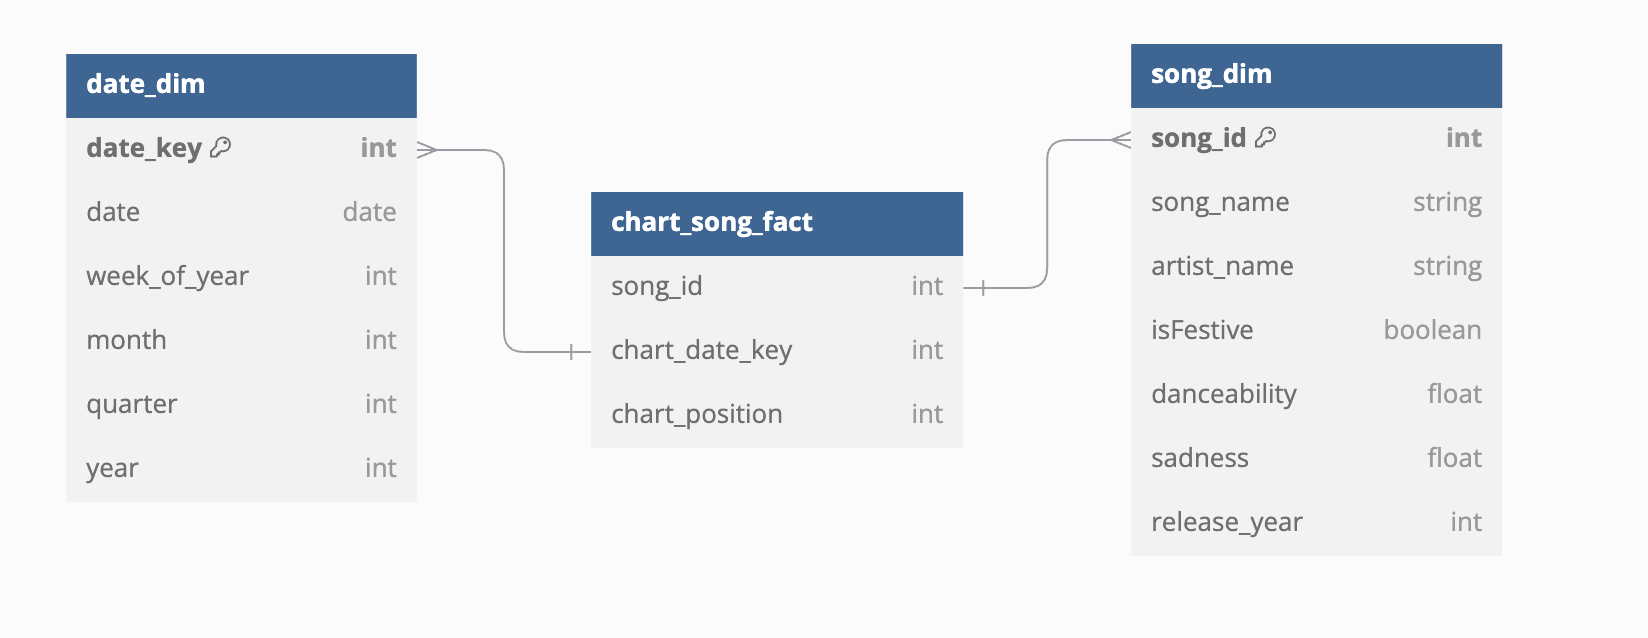 date_dim
date_key int
date date
week_of_year int
month int
quarter int
year int
chart_song_fact
song_id int
chart_date_key int
chart_position int
song_dim
song_id int
song_name string
artist_name string
isFestive boolean
danceability float
sadness float
release_year int